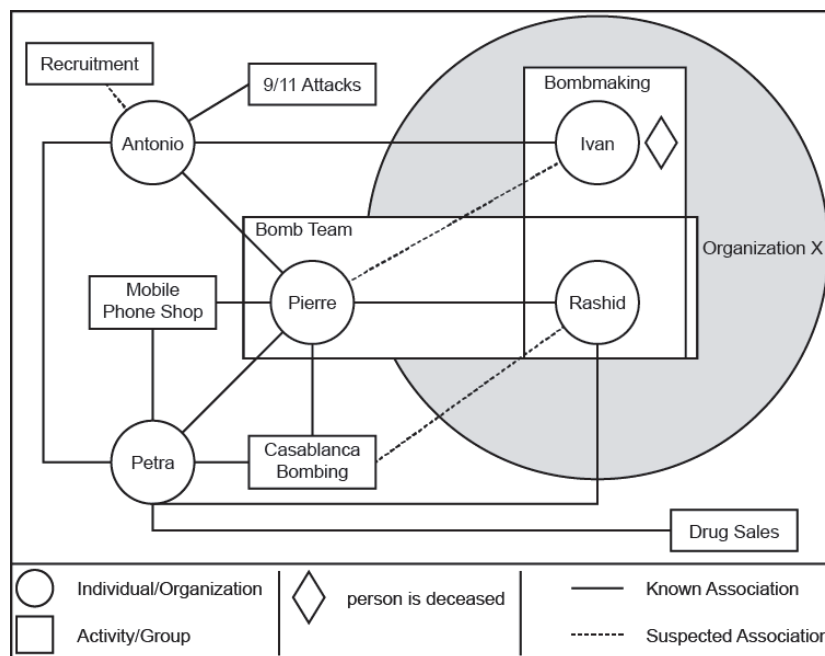 Recruitment
9/11 Attacks
Bombmaking
Antonio
Ivan
Bomb Team
Organization X
Mobile
Phone Shop
Pierre
Rashid
Petra
Casablanca
Bombing
Drug Sales
Individual/Organization
person is deceased
Known Association
Activity/Group
Suspected Association